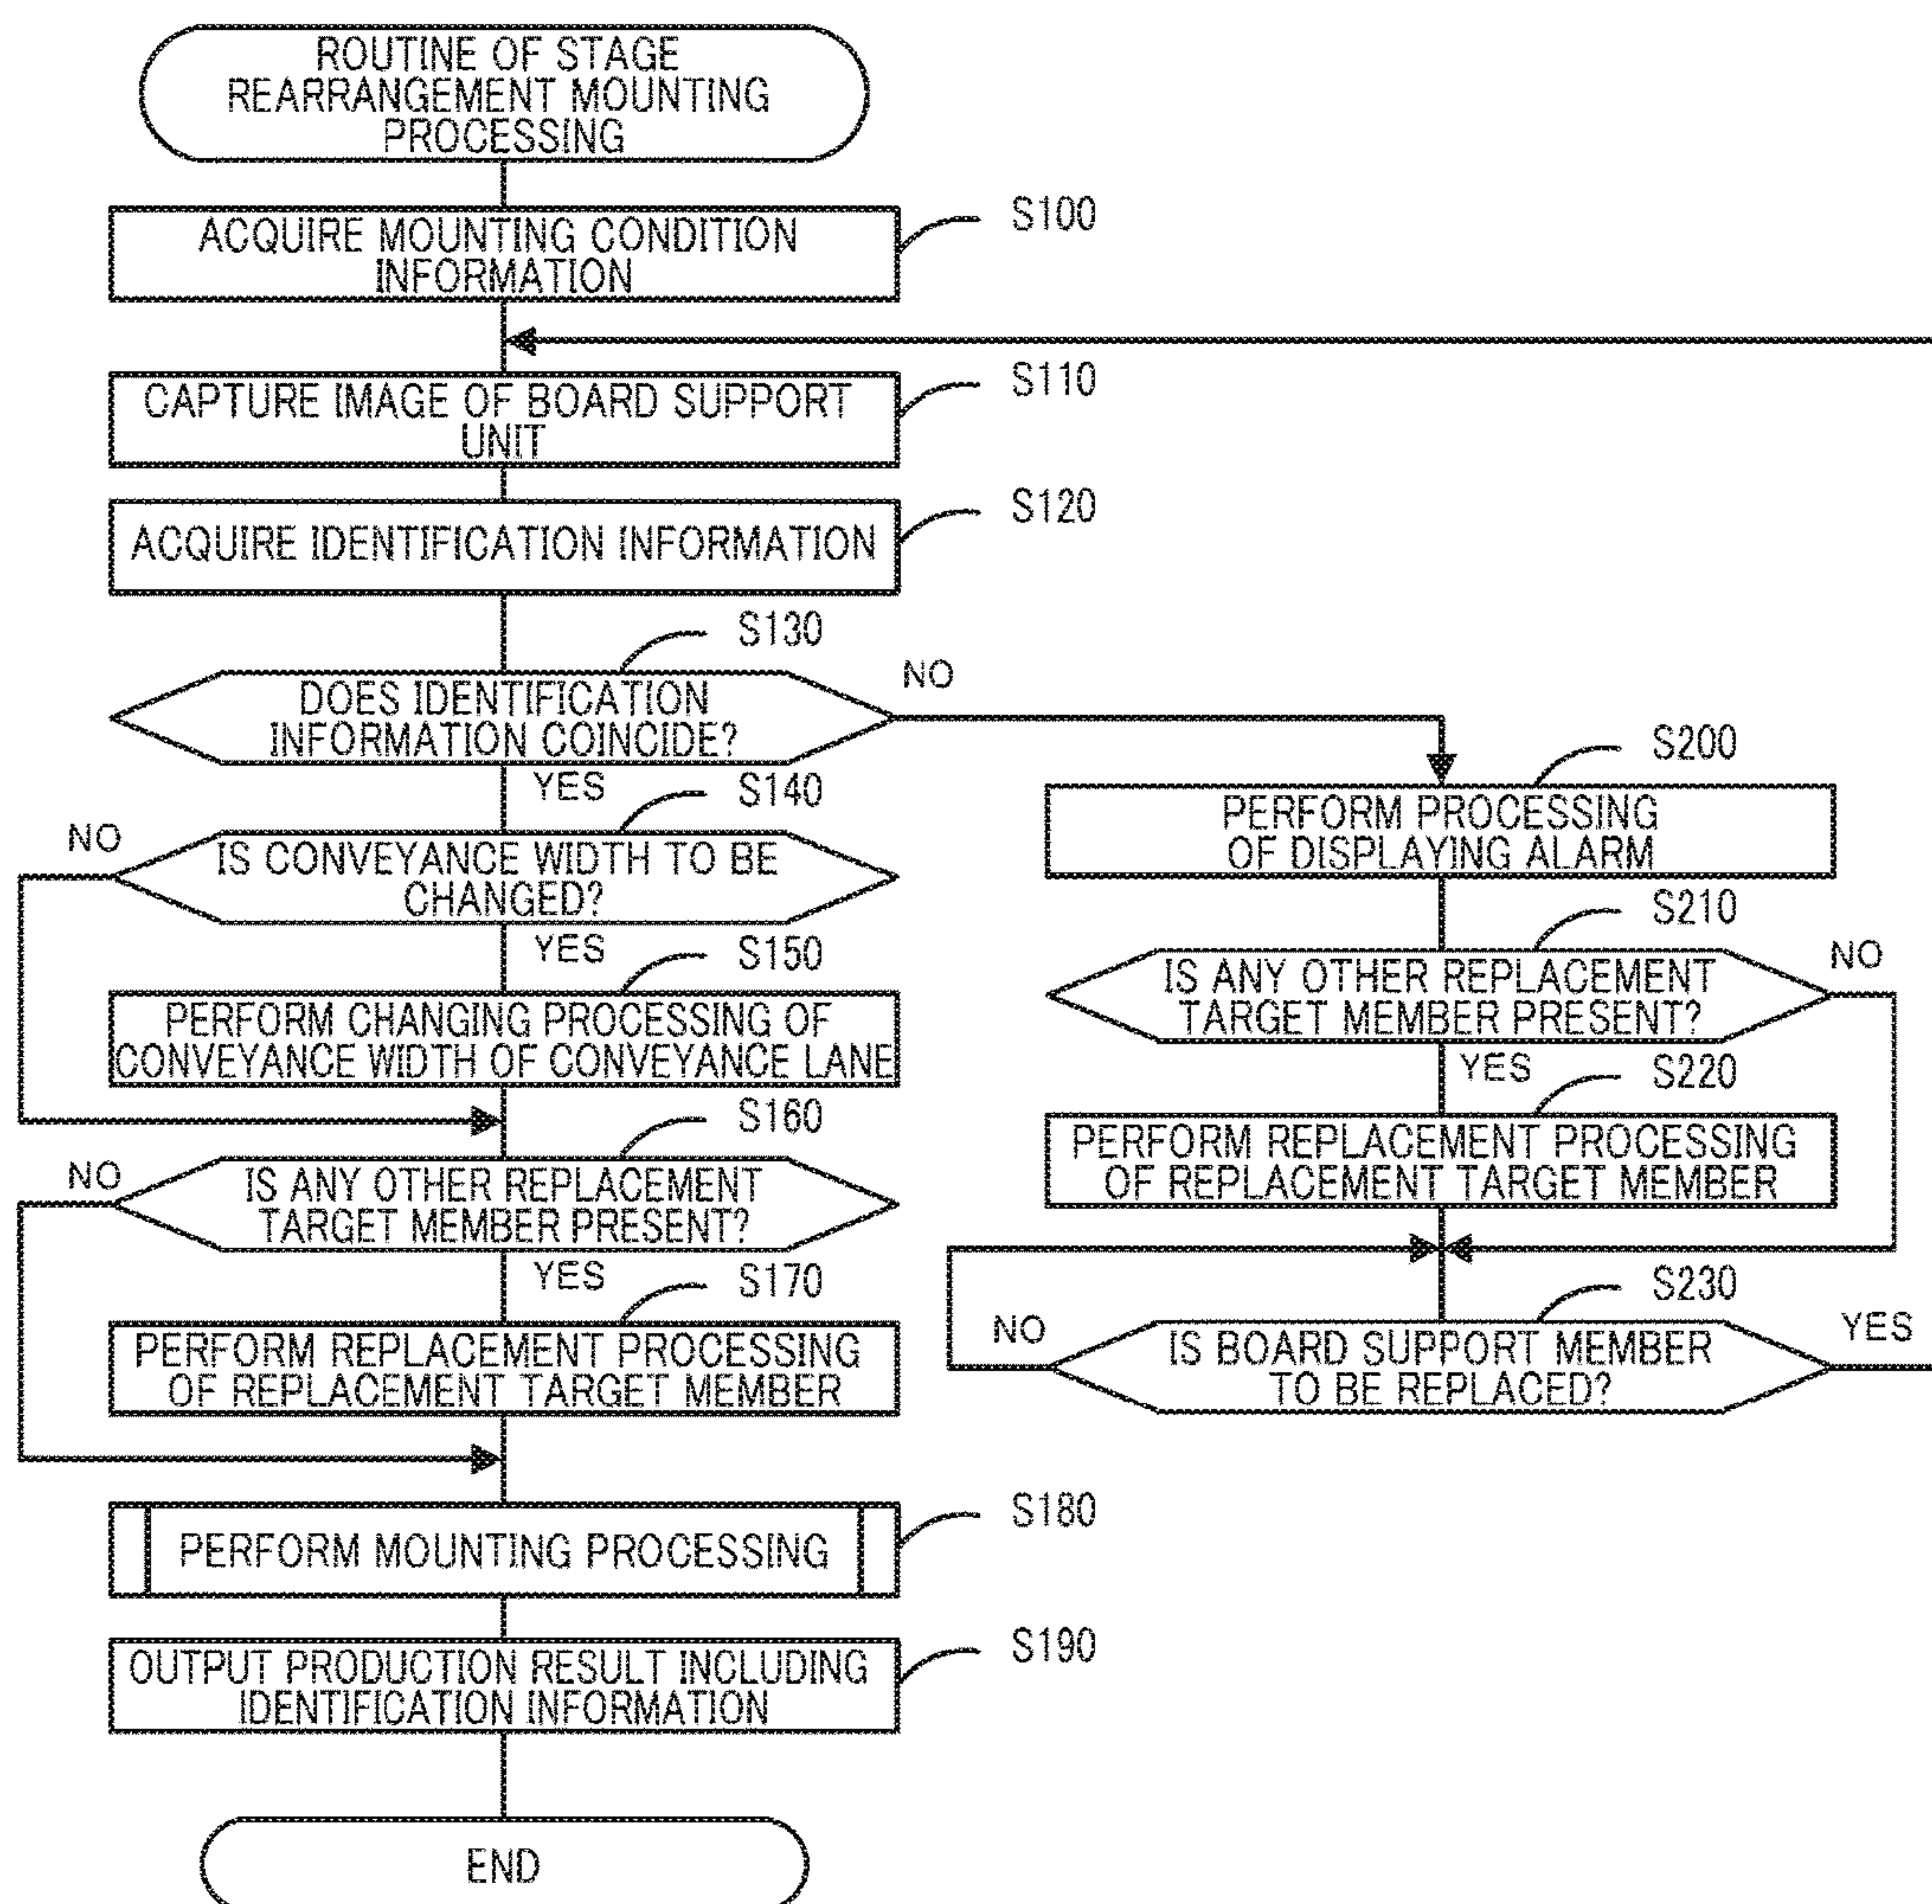 ROUTINE OF STAGE
REARRANGEMENT MOUNTING
PROCESSING
ACQUIRE MOUNTING CONDITION
INFORMATION
S100
CAPTURE IMAGE OF BOARD SUPPORT
UNIT
S110
ACQUIRE IDENTIFICATION INFORMATION
S120
S130
DOES IDENTIFICATION
INFORMATION COINCIDE?
NO
YES
S140
NO
IS CONVEYANCE WIDTH TO BE
CHANGED?
YES
S150
PERFORM CHANGING PROCESSING OF
CONVEYANCE WIDTH OF CONVEYANCE LANE
S160
NO
IS ANY OTHER REPLACEMENT
TARGET MEMBER PRESENT?
YES
S170
PERFORM REPLACEMENT PROCESSING
OF REPLACEMENT TARGET MEMBER
PERFORM MOUNTING PROCESSING
S180
OUTPUT PRODUCTION RESULT INCLUDING
IDENTIFICATION INFORMATION
S190
END
S200
PERFORM PROCESSING
OF DISPLAYING ALARM
S210
IS ANY OTHER REPLACEMENT
TARGET MEMBER PRESENT?
NO
YES
S220
PERFORM REPLACEMENT PROCESSING
OF REPLACEMENT TARGET MEMBER
S230
NO
IS BOARD SUPPORT MEMBER
TO BE REPLACED?
YES